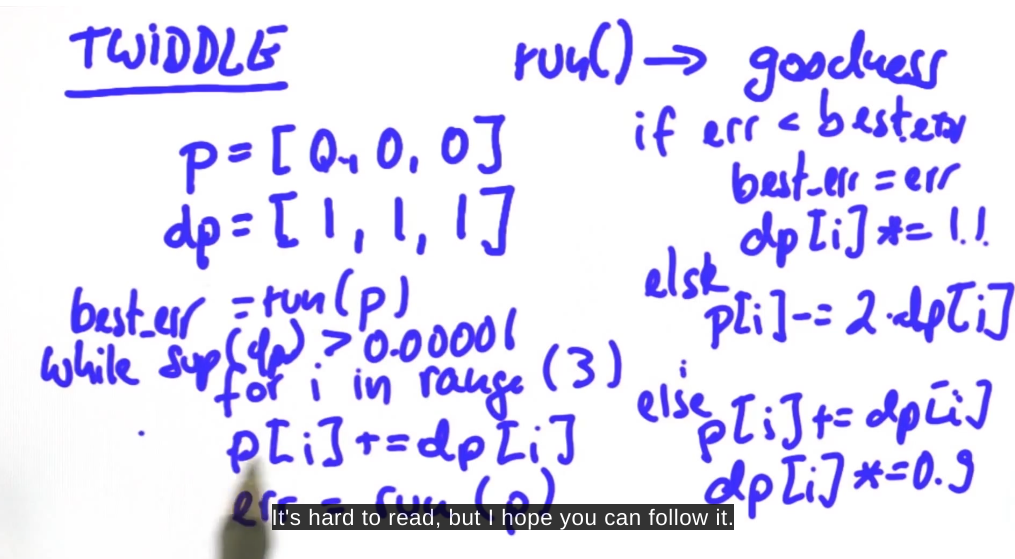 TWIDDLE
p = [0, 0, 0]
dp = [1, 1, 1]
best_err = run(p)
while sup(dp) > 0.00001
for i in range (3)
p[i] += dp[i]
err = run(p)
run() → goodness
if err < best_err
best_err = err
dp[i] *= 1.1
else
p[i] -= 2·dp[i]
else
p[i] += dp[i]
dp[i] *= 0.9
It's hard to read, but I hope you can follow it.